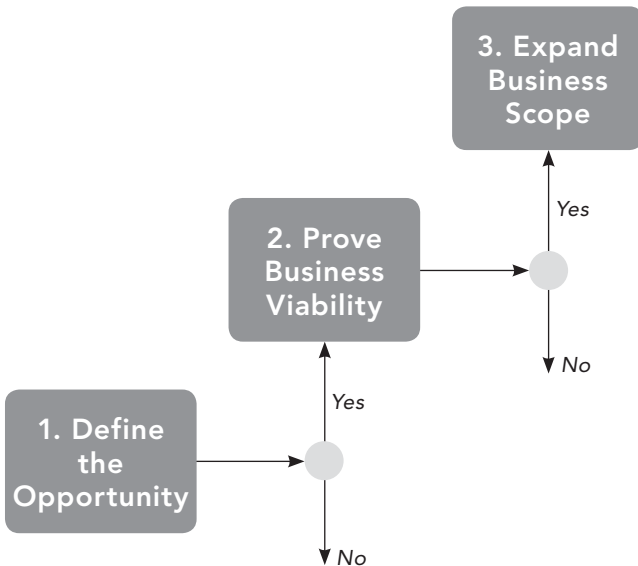 3. Expand
Business
Scope
Yes
2. Prove
Business
Viability
No
Yes
1. Define
the
Opportunity
No